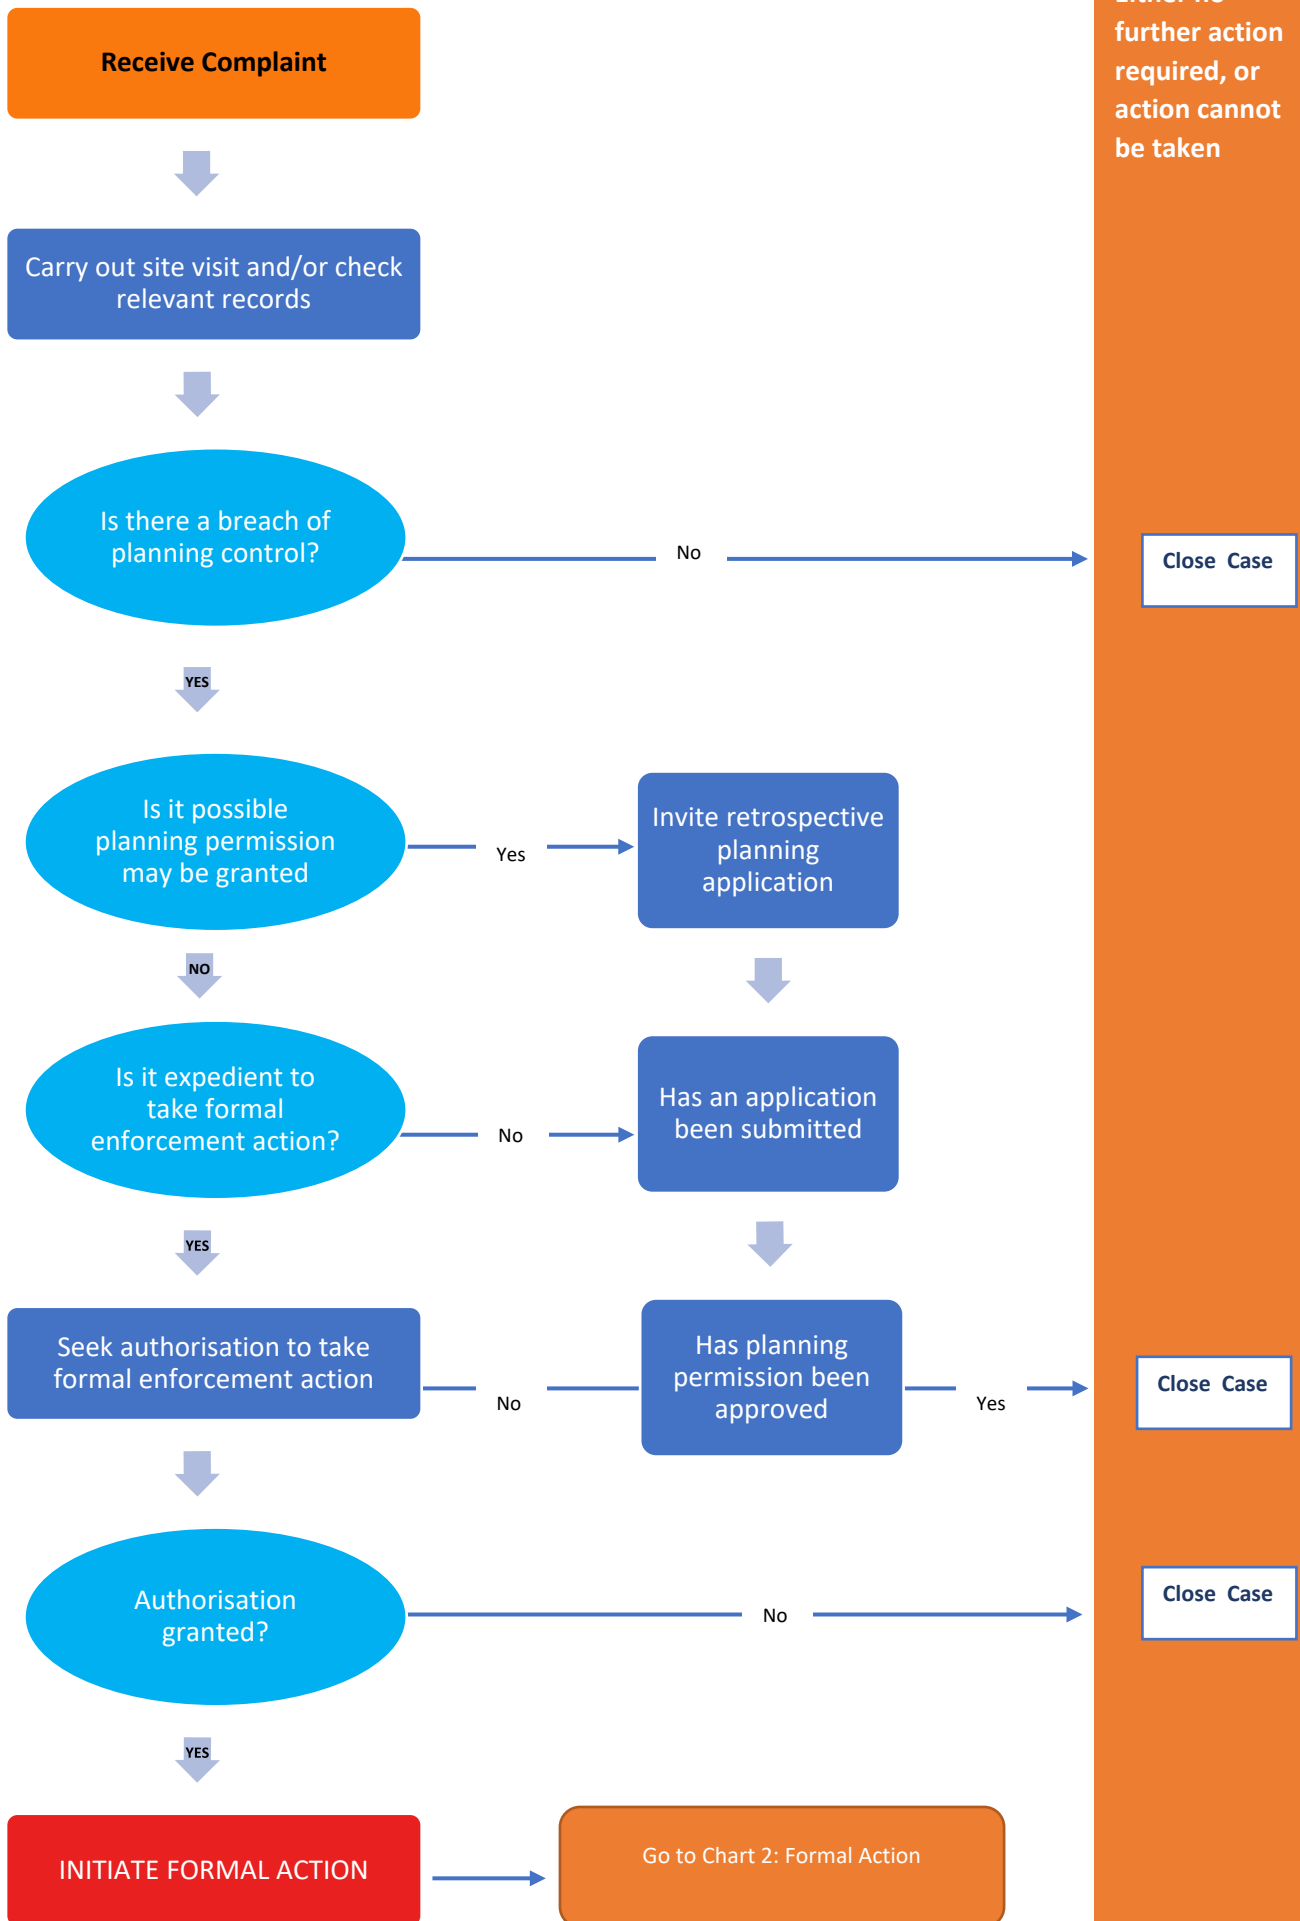 Receive Complaint
further action
required, or
action cannot
be taken
Carry out site visit and/or check
relevant records
Is there a breach of
planning control?
No
Close Case
YES
Is it possible
planning permission
may be granted
Yes
Invite retrospective
planning
application
NO
Is it expedient to
take formal
enforcement action?
No
Has an application
been submitted
YES
Seek authorisation to take
formal enforcement action
No
Has planning
permission been
approved
Yes
Close Case
Authorisation
granted?
No
Close Case
YES
INITIATE FORMAL ACTION
Go to Chart 2: Formal Action